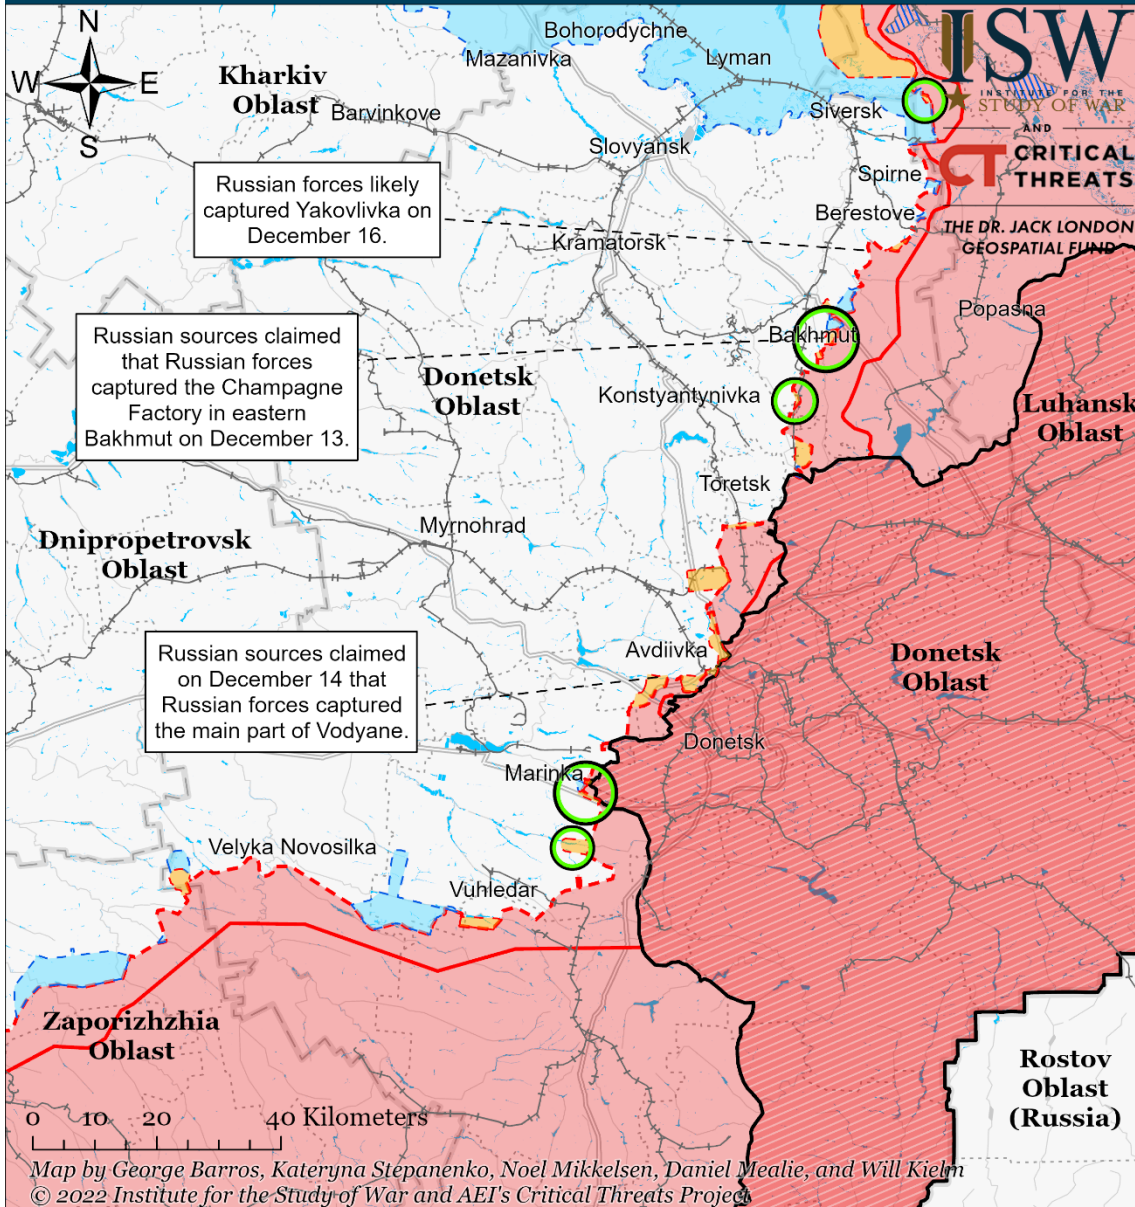 N
W
E
S
Kharkiv
Oblast
Bohorodychne
Mazanivka
Lyman
Barvinkove
Siversk
Slovyansk
ISW
INSTITUTE FOR THE
STUDY OF WAR
AND
CT CRITICAL
THREATS
THE DR. JACK LONDON
GEOSPATIAL FUND
Russian forces likely
captured Yakovlivka on
December 16.
Spirne
Berestove
Kramatorsk
Popasna
Russian sources claimed
that Russian forces
captured the Champagne
Factory in eastern
Bakhmut on December 13.
Bakhmut
Donetsk
Oblast
Konstyantynivka
Luhansk
Oblast
Toretsk
Myrnohrad
Dnipropetrovsk
Oblast
Russian sources claimed
on December 14 that
Russian forces captured
the main part of Vodyane.
Avdiivka
Donetsk
Oblast
Donetsk
Marinka
Velyka Novosilka
Vuhledar
Zaporizhzhia
Oblast
Rostov
Oblast
(Russia)
0 10 20 40 Kilometers
Map by George Barros, Kateryna Stepanenko, Noel Mikkelsen, Daniel Mealie, and Will Kielm
© 2022 Institute for the Study of War and AEI's Critical Threats Project